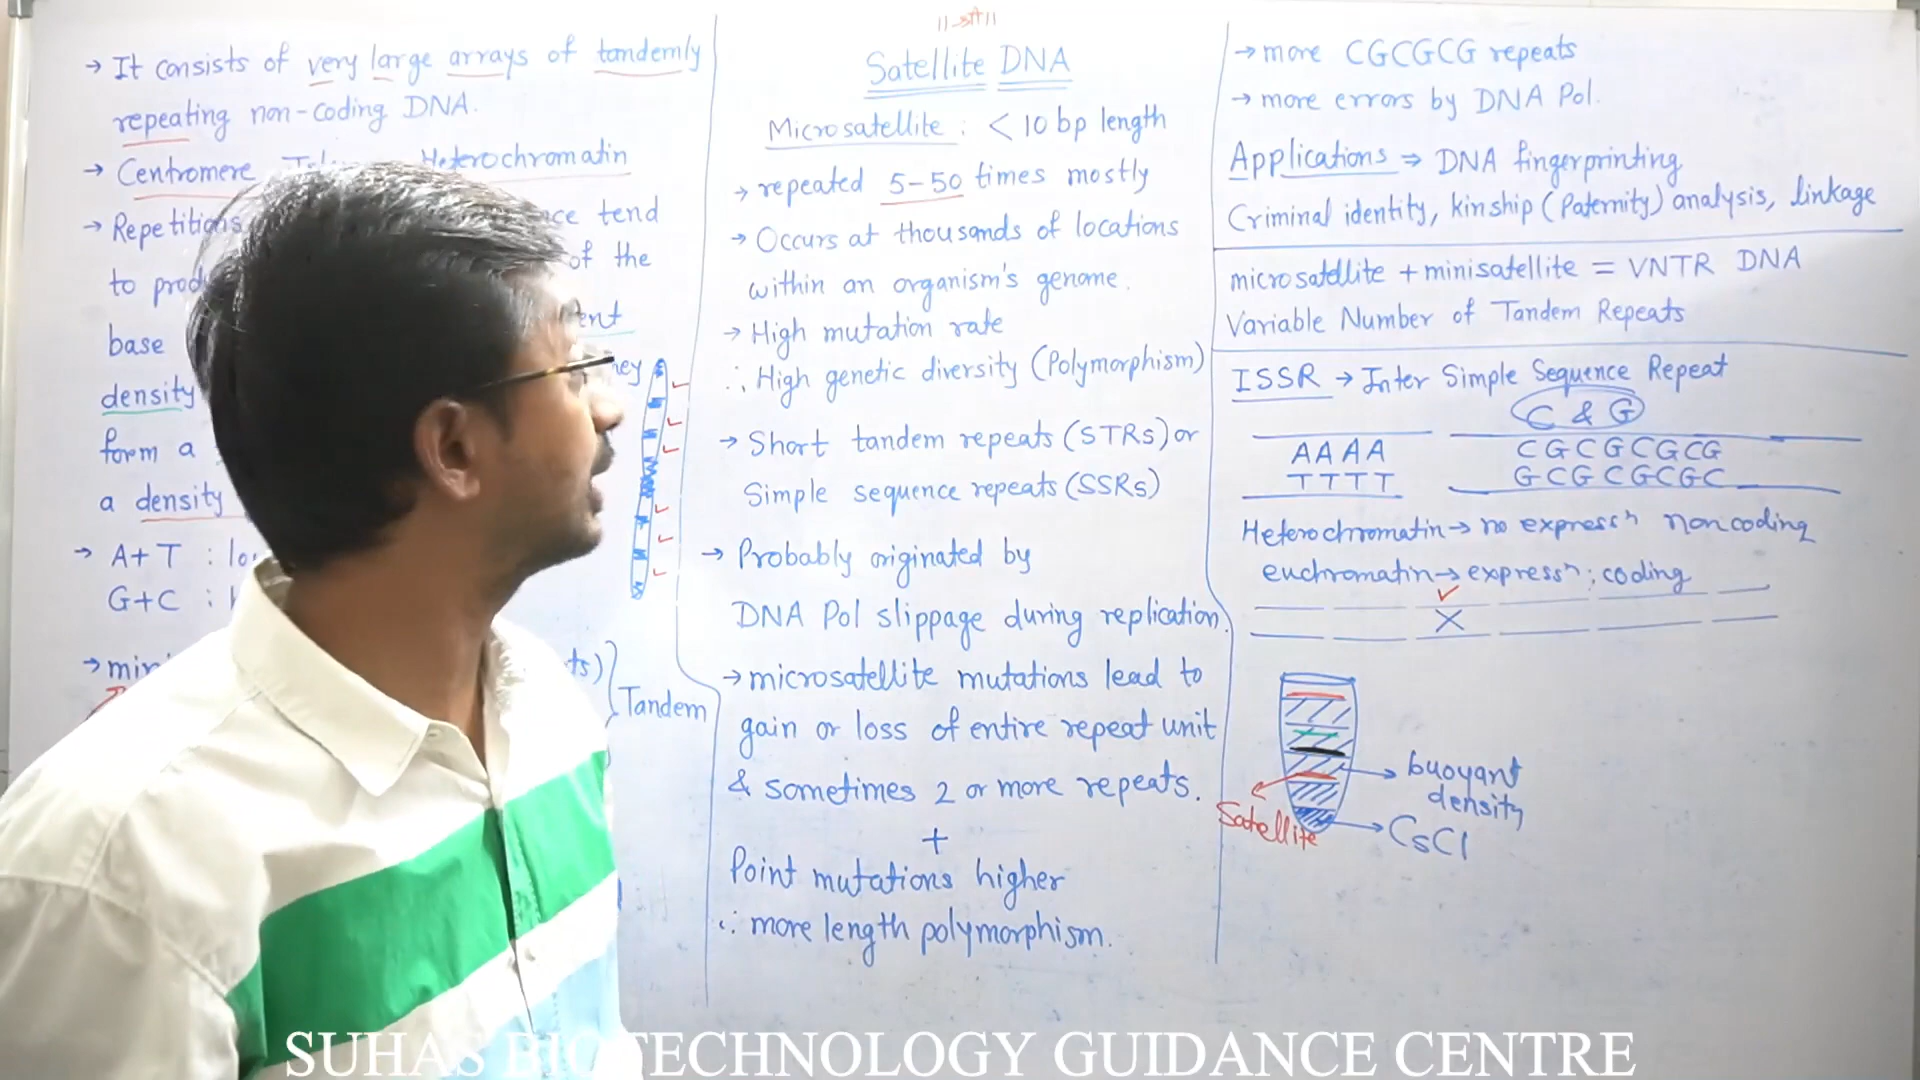 → It consists of very large arrays of tandemly
repeating non-coding DNA.
→ Centromere Heterochromatin
→ Repetitions tend
to of the
base
density
form a
a density
→ A+T :
G+C :
Tandem
॥ श्री ॥
Satellite DNA
Microsatellite : < 10 bp length
→ repeated 5-50 times mostly
→ Occurs at thousands of locations
within an organism's genome.
→ High mutation rate
∴ High genetic diversity (Polymorphism)
→ Short tandem repeats (STRs) or
Simple sequence repeats (SSRs)
→ Probably originated by
DNA Pol slippage during replication.
→ microsatellite mutations lead to
gain or loss of entire repeat unit
& sometimes 2 or more repeats.
+
Point mutations higher
∴ more length polymorphism.
→ more CGCGCG repeats
→ more errors by DNA Pol.
Applications ⇒ DNA fingerprinting
Criminal identity, kinship (Paternity) analysis, linkage
microsatellite + minisatellite = VNTR DNA
Variable Number of Tandem Repeats
ISSR → Inter Simple Sequence Repeat
C & G
AAAA CGCGCGCG
TTTT GCGCGCGC
Heterochromatin → no expressⁿ noncoding
euchromatin → expressⁿ; coding
buoyant
density
Satellite
CsCl
SUHAS BIOTECHNOLOGY GUIDANCE CENTRE